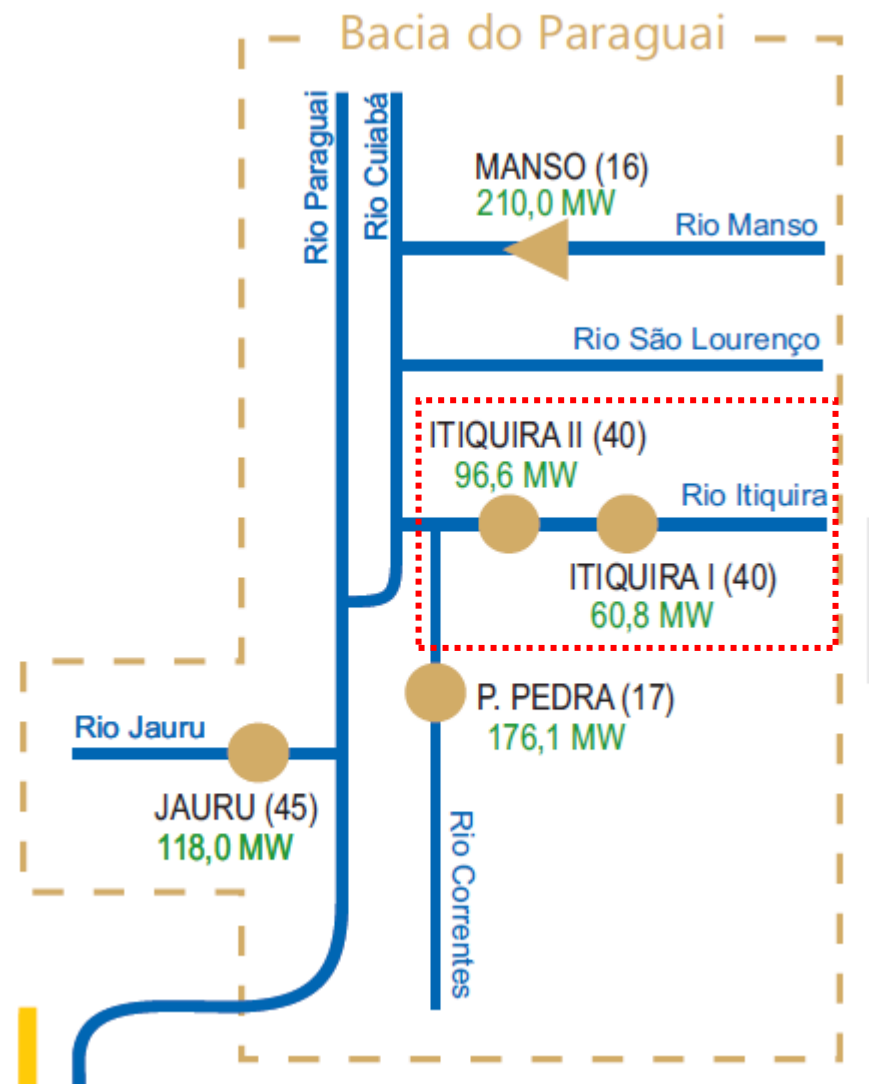 Bacia do Paraguai
Rio Paraguai
Rio Cuiabá
MANSO (16)
210,0 MW
Rio Manso
Rio São Lourenço
ITIQUIRA II (40)
96,6 MW
Rio Itiquira
ITIQUIRA I (40)
60,8 MW
P. PEDRA (17)
176,1 MW
Rio Jauru
JAURU (45)
118,0 MW
Rio Correntes